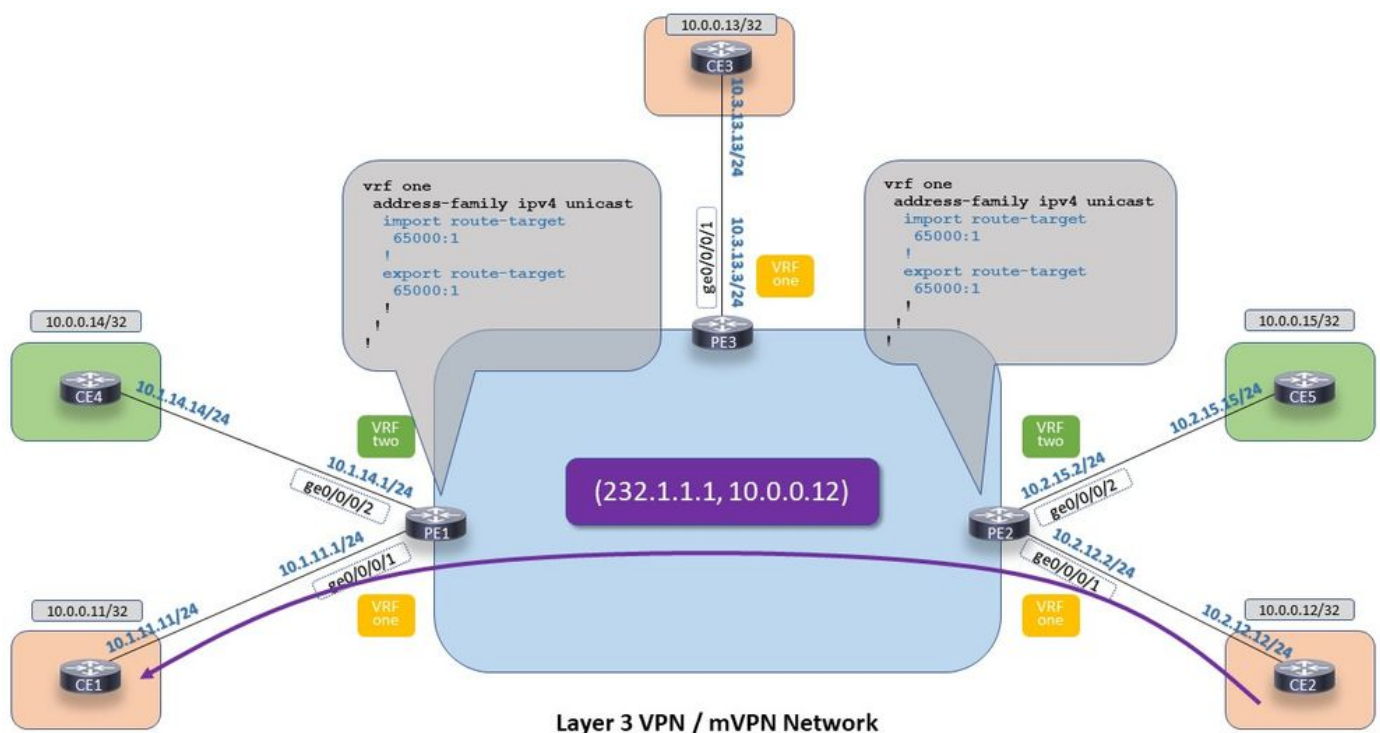 10.0.0.13/32
CE3
10.3.13.13/24
vrf one
address-family ipv4 unicast
import route-target
65000:1
!
export route-target
65000:1
!
!
!
vrf one
address-family ipv4 unicast
import route-target
65000:1
!
export route-target
65000:1
!
!
!
ge0/0/0/1
10.3.13.3/24
VRF
one
PE3
10.0.0.14/32
CE4
10.1.14.14/24
VRF
two
10.1.14.1/24
ge0/0/0/2
PE1
10.0.0.15/32
CE5
10.2.15.15/24
VRF
two
10.2.15.2/24
ge0/0/0/2
PE2
(232.1.1.1, 10.0.0.12)
10.1.11.1/24
ge0/0/0/1
VRF
one
10.0.0.11/32
10.1.11.11/24
CE1
10.2.12.2/24
ge0/0/0/1
VRF
one
10.0.0.12/32
10.2.12.12/24
CE2
Layer 3 VPN / mVPN Network